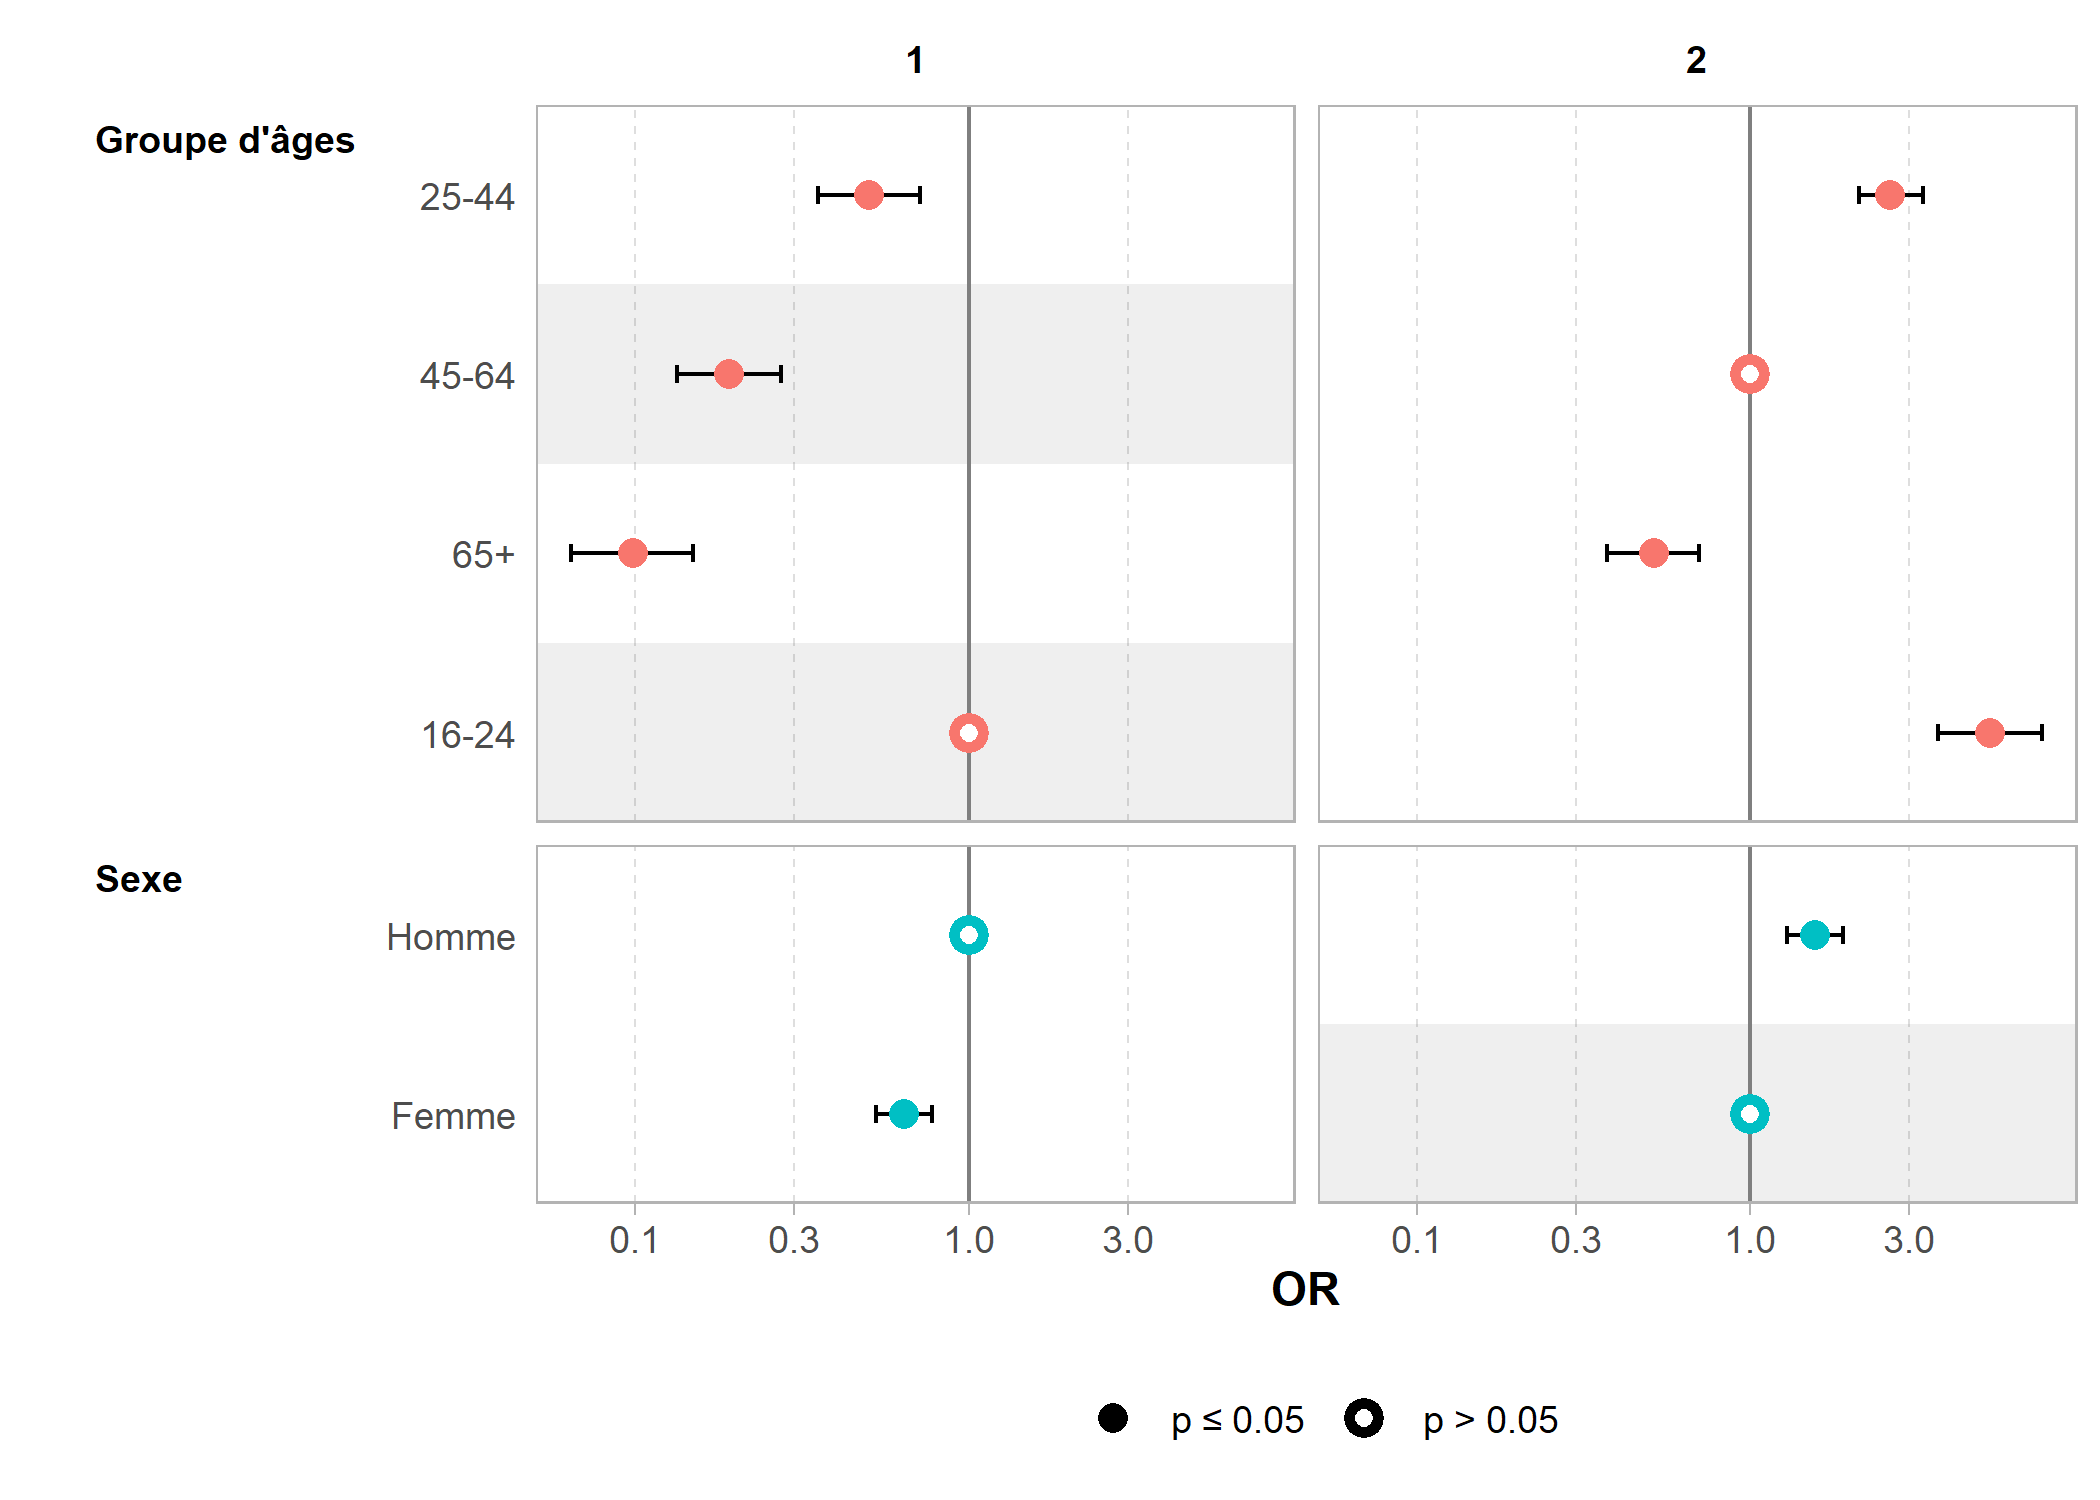 1 2
Groupe d'âges
25-44
45-64
65+
16-24
Sexe
Homme
Femme
0.1 0.3 1.0 3.0 0.1 0.3 1.0 3.0
OR
p ≤ 0.05 p > 0.05